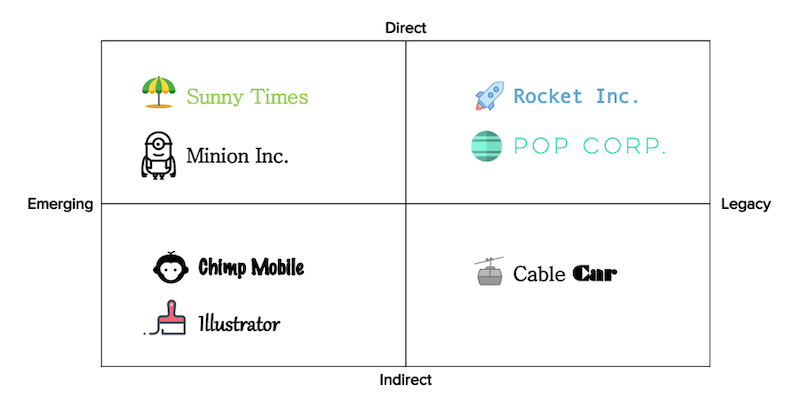 Direct
Sunny Times
Rocket Inc.
Minion Inc.
POP CORP.
Emerging
Legacy
Chimp Mobile
Cable Car
Illustrator
Indirect